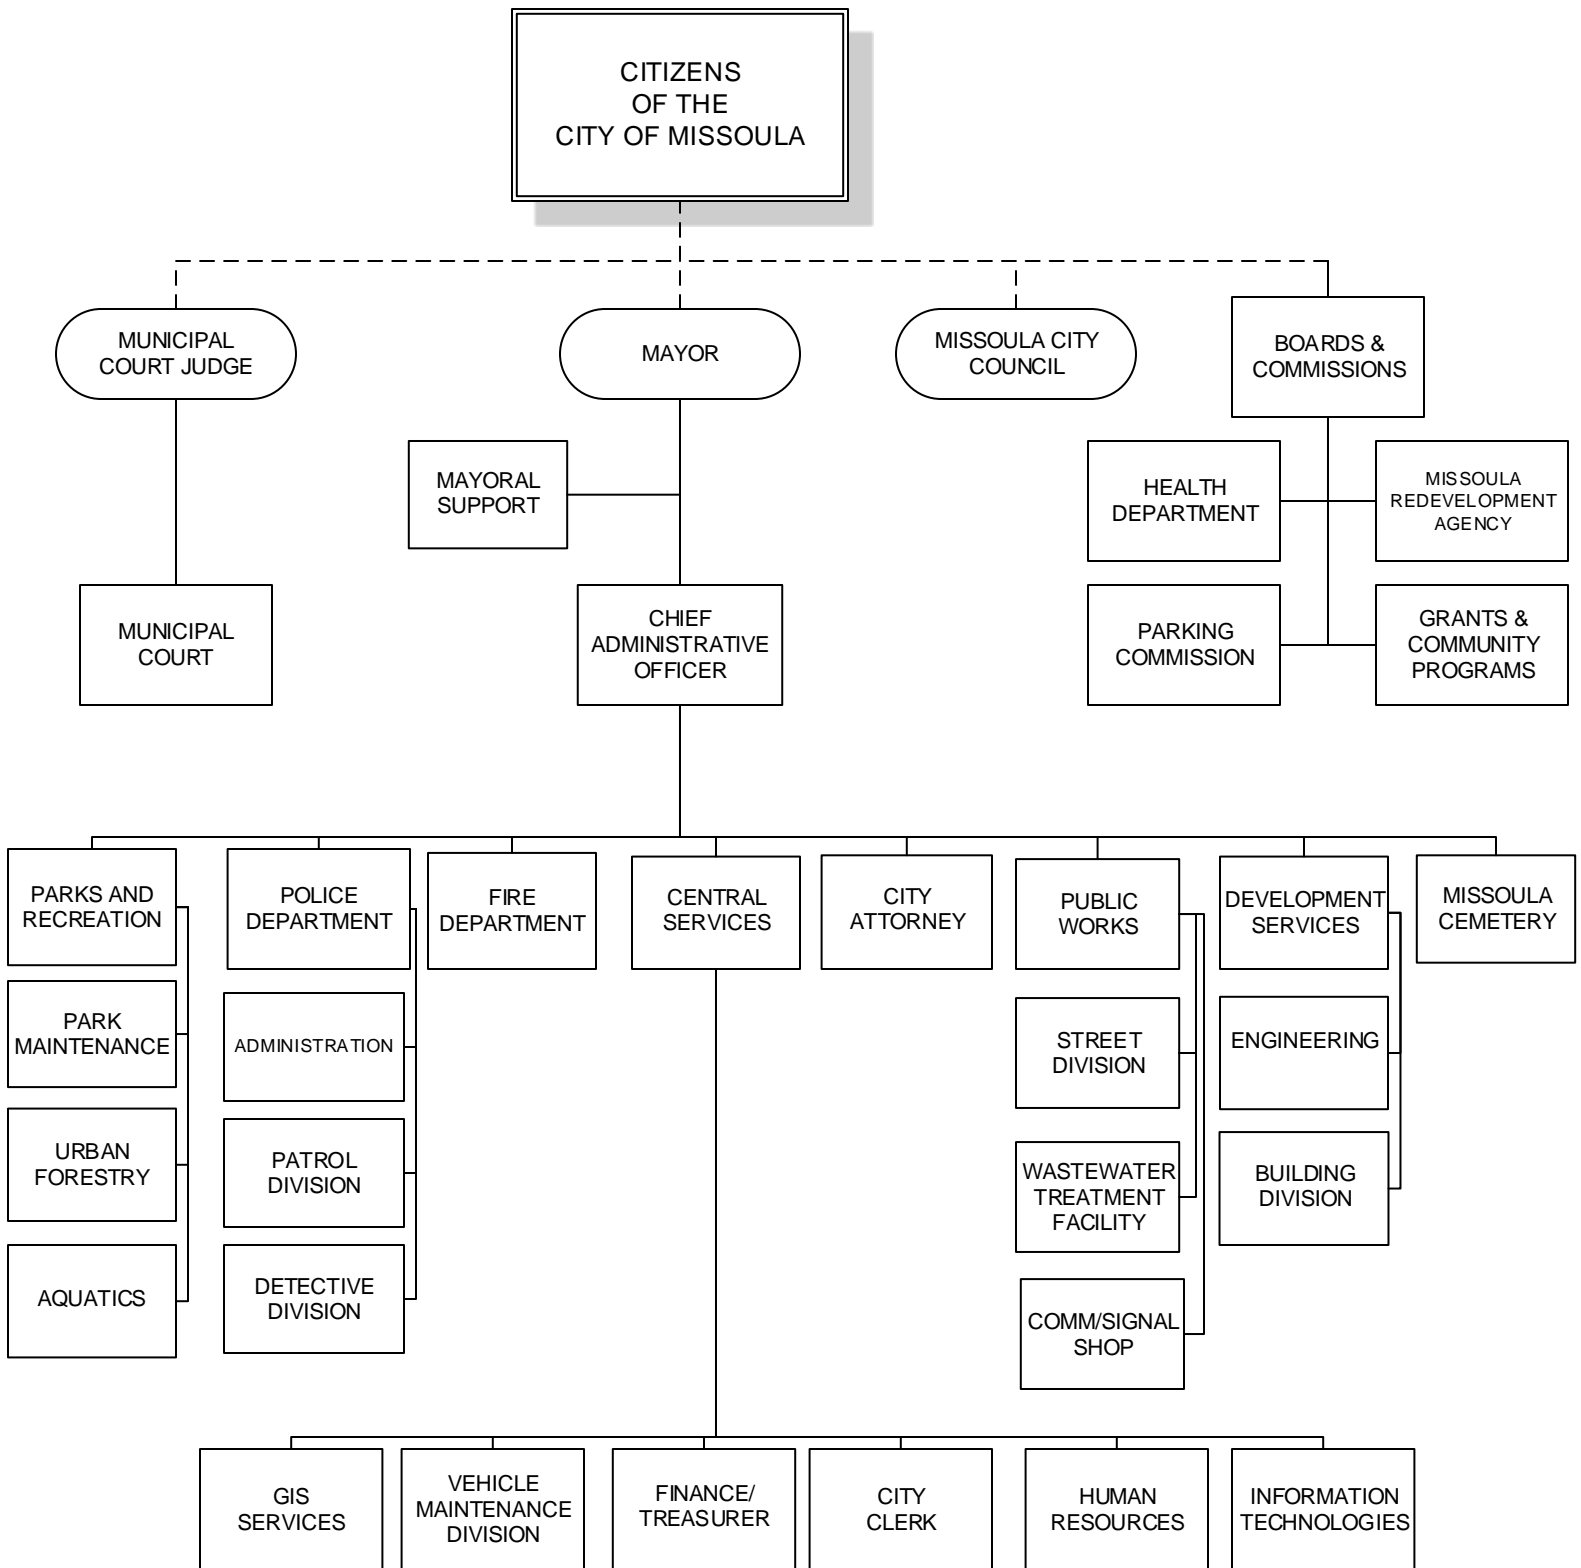 CITIZENS
OF THE
CITY OF MISSOULA
MUNICIPAL
COURT JUDGE
MAYOR
MISSOULA CITY
COUNCIL
BOARDS &
COMMISSIONS
MAYORAL
SUPPORT
HEALTH
DEPARTMENT
MISSOULA
REDEVELOPMENT
AGENCY
MUNICIPAL
COURT
CHIEF
ADMINISTRATIVE
OFFICER
PARKING
COMMISSION
GRANTS &
COMMUNITY
PROGRAMS
PARKS AND
RECREATION
POLICE
DEPARTMENT
FIRE
DEPARTMENT
CENTRAL
SERVICES
CITY
ATTORNEY
PUBLIC
WORKS
DEVELOPMENT
SERVICES
MISSOULA
CEMETERY
PARK
MAINTENANCE
ADMINISTRATION
STREET
DIVISION
ENGINEERING
URBAN
FORESTRY
PATROL
DIVISION
WASTEWATER
TREATMENT
FACILITY
BUILDING
DIVISION
AQUATICS
DETECTIVE
DIVISION
COMM/SIGNAL
SHOP
GIS
SERVICES
VEHICLE
MAINTENANCE
DIVISION
FINANCE/
TREASURER
CITY
CLERK
HUMAN
RESOURCES
INFORMATION
TECHNOLOGIES